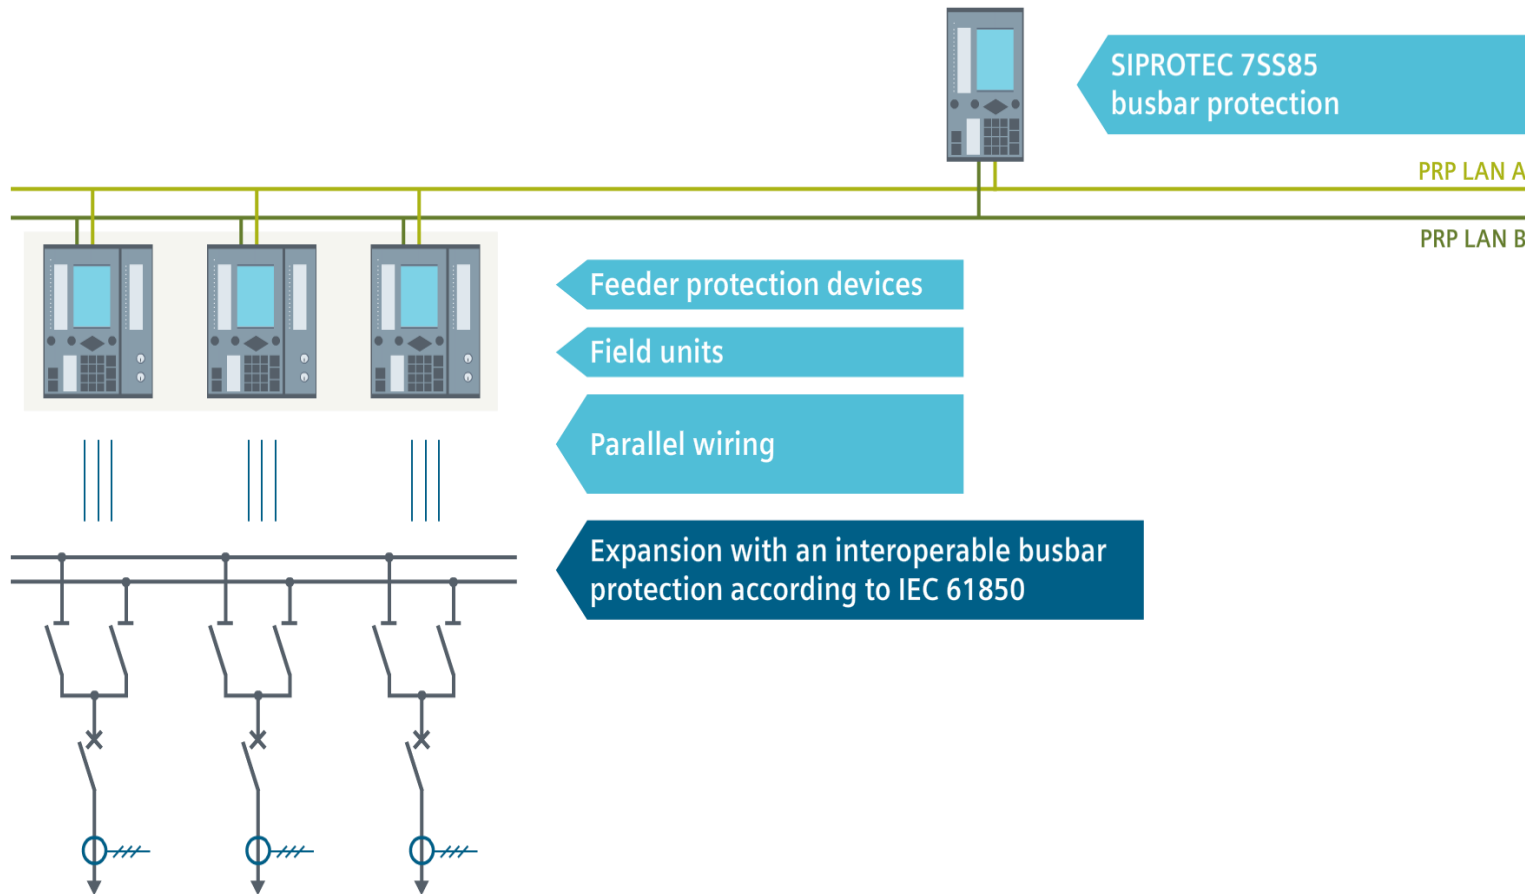 SIPROTEC 7SS85
busbar protection
PRP LAN A
PRP LAN B
Feeder protection devices
Field units
Parallel wiring
Expansion with an interoperable busbar
protection according to IEC 61850